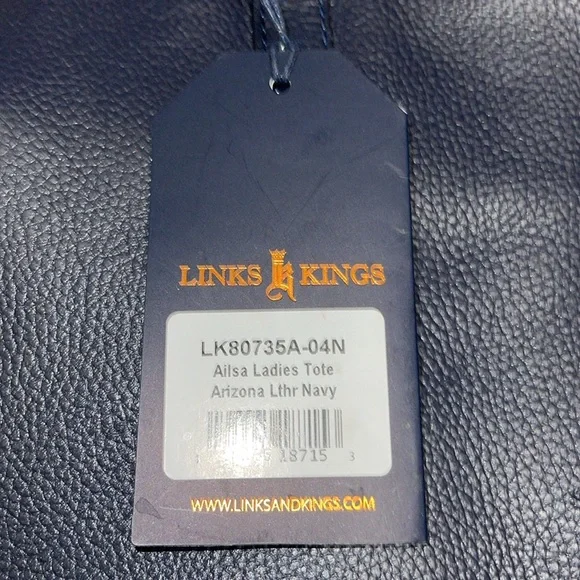 LINKS KINGS
LK80735A-04N
Ailsa Ladies Tote
Arizona Lthr Navy
18715 3
WWW.LINKSANDKINGS.COM